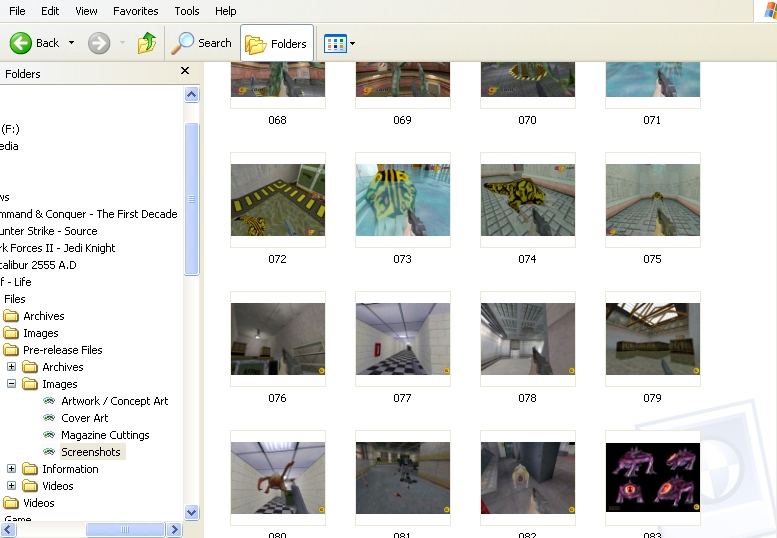 File Edit View Favorites Tools Help
Back Search Folders
Folders
(F:)
edia
ws
mmand & Conquer - The First Decade
unter Strike - Source
rk Forces II - Jedi Knight
calibur 2555 A.D
f - Life
Files
Archives
Images
Pre-release Files
Archives
Images
Artwork / Concept Art
Cover Art
Magazine Cuttings
Screenshots
Information
Videos
Videos
Game
068 069 070 071
072 073 074 075
076 077 078 079
080 081 082 083